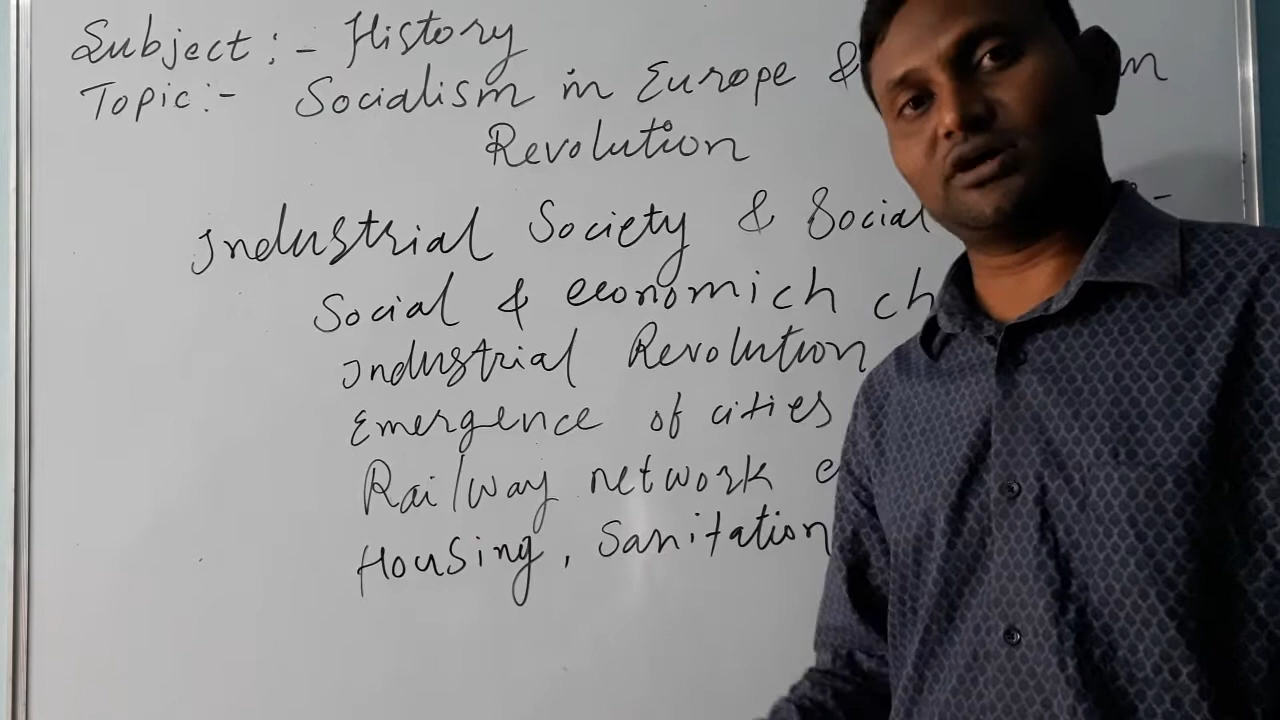 Subject :- History
Topic :- Socialism in Europe &
Revolution
Industrial Society & Social
Social & economich ch
Industrial Revolution
Emergence of cities
Railway network e
Housing, Sanitation